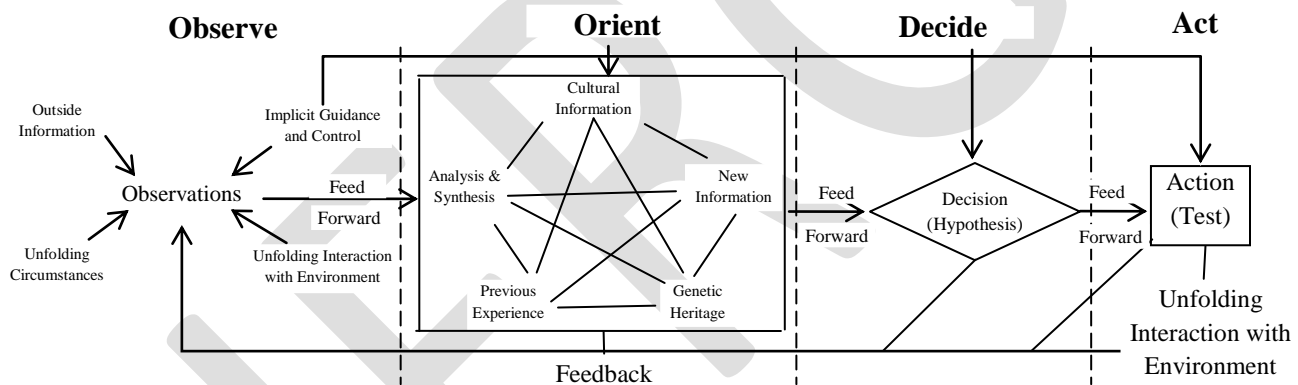 Observe
Orient
Decide
Act
Outside
Information
Implicit Guidance
and Control
Observations
Unfolding
Circumstances
Unfolding Interaction
with Environment
Feed
Forward
Cultural
Information
Analysis &
Synthesis
New
Information
Previous
Experience
Genetic
Heritage
Feed
Forward
Decision
(Hypothesis)
Feed
Forward
Action
(Test)
Unfolding
Interaction with
Environment
Feedback